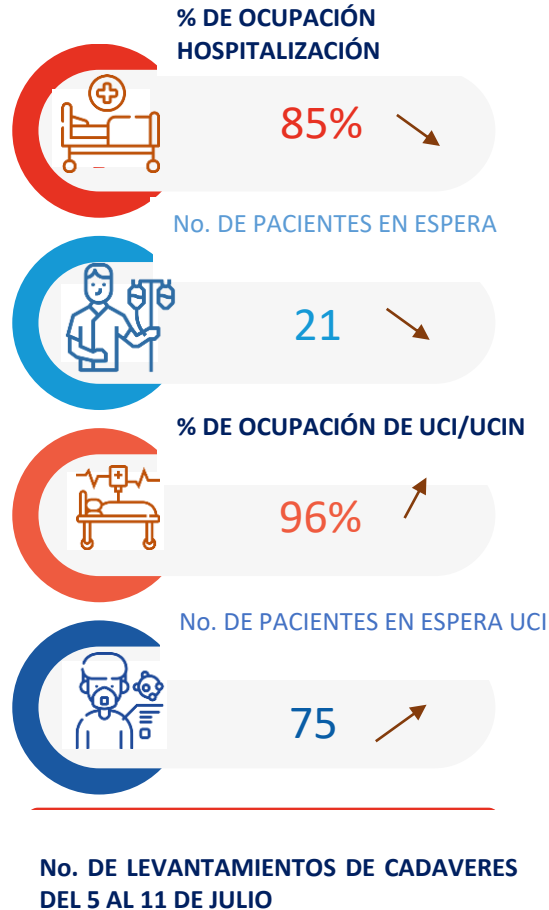 % DE OCUPACIÓN
HOSPITALIZACIÓN
85%
No. DE PACIENTES EN ESPERA
21
% DE OCUPACIÓN DE UCI/UCIN
96%
No. DE PACIENTES EN ESPERA UCI
75
No. DE LEVANTAMIENTOS DE CADAVERES
DEL 5 AL 11 DE JULIO